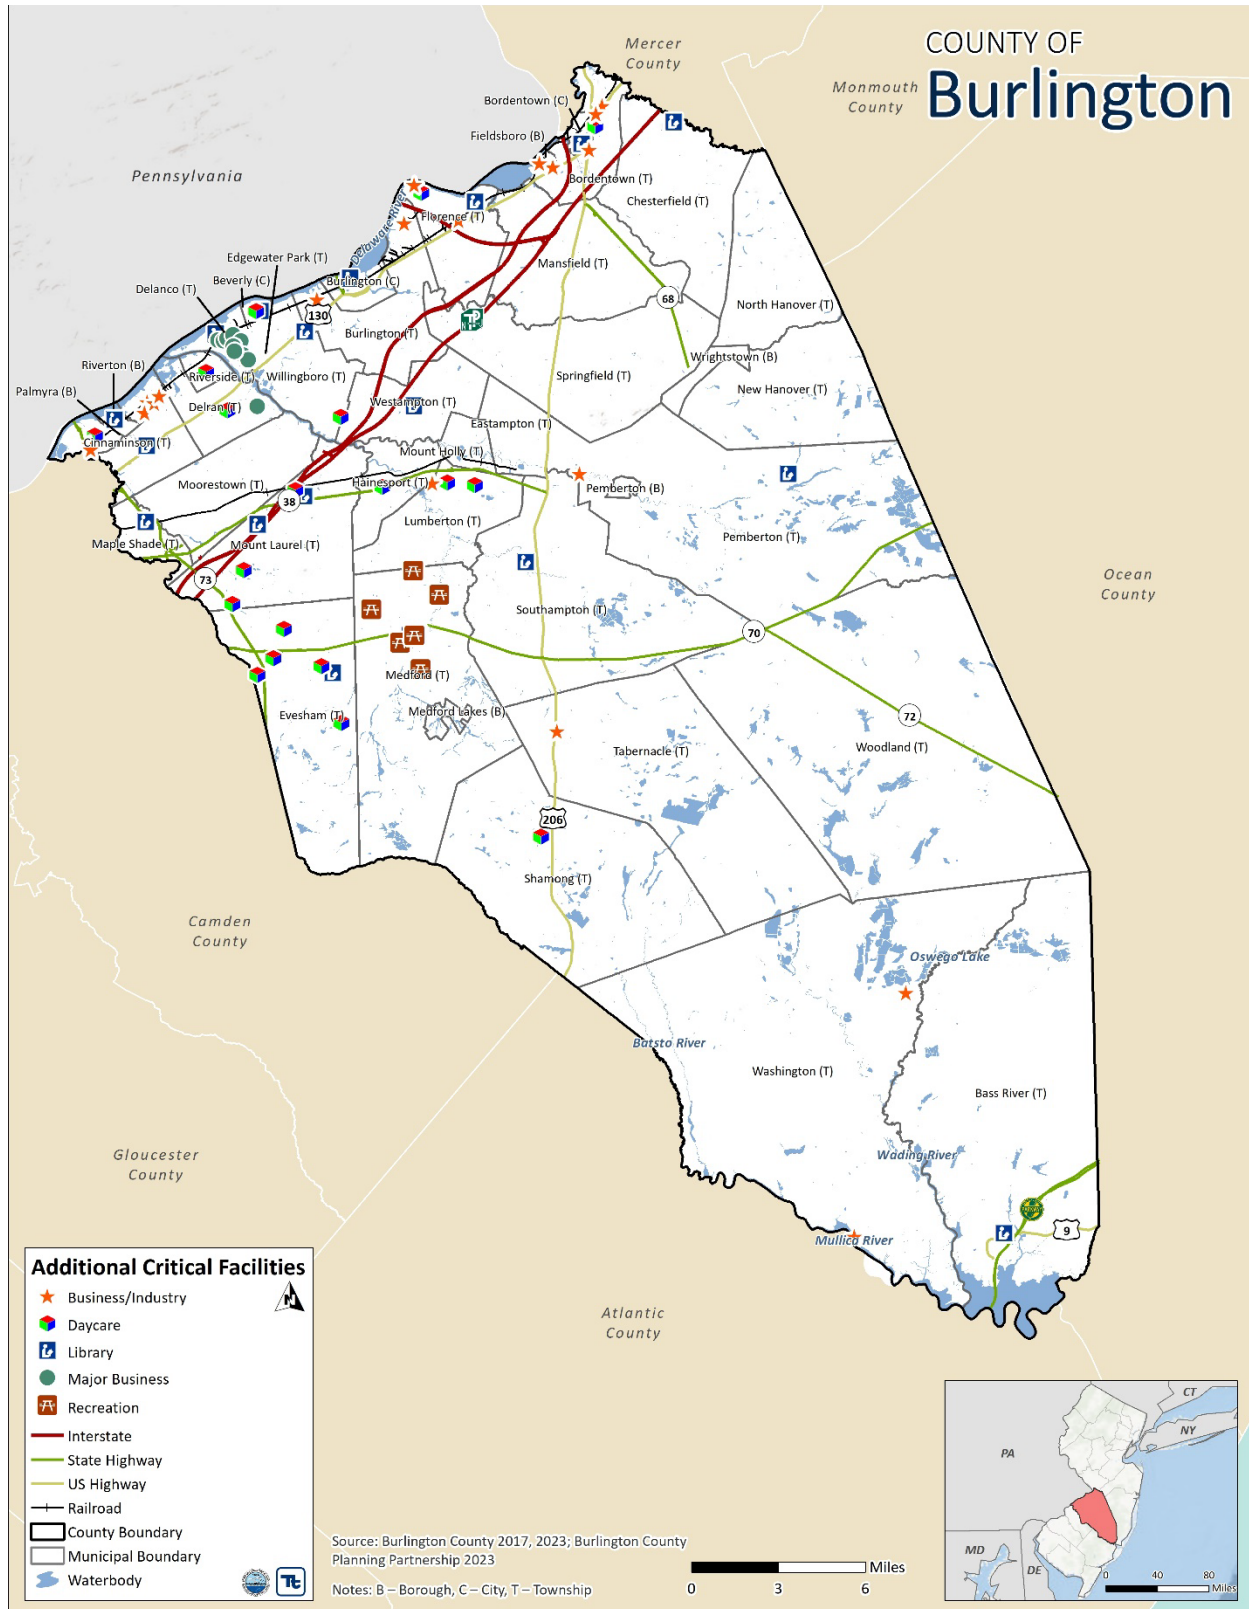 COUNTY OF
Burlington
Mercer
County
Monmouth
County
Pennsylvania
Bordentown (C)
Fieldsboro (B)
Bordentown (T)
Chesterfield (T)
Delaware River
Florence (T)
Edgewater Park (T)
Beverly (C)
Delanco (T)
Burlington (C)
Mansfield (T)
68
North Hanover (T)
130
Burlington (T)
Riverton (B)
Palmyra (B)
Riverside (T)
Willingboro (T)
Springfield (T)
Wrightstown (B)
New Hanover (T)
Delran (T)
Westampton (T)
Eastampton (T)
Cinnaminson (T)
Mount Holly (T)
Moorestown (T)
Hainesport (T)
Pemberton (B)
38
Lumberton (T)
Maple Shade (T)
Mount Laurel (T)
Pemberton (T)
73
Ocean
County
Southampton (T)
70
Medford (T)
Evesham (T)
Medford Lakes (B)
72
Tabernacle (T)
Woodland (T)
206
Shamong (T)
Camden
County
Oswego Lake
Batsto River
Washington (T)
Bass River (T)
Gloucester
County
Wading River
Mullica River
9
Atlantic
County
Additional Critical Facilities
N
Business/Industry
Daycare
Library
Major Business
Recreation
Interstate
State Highway
US Highway
Railroad
County Boundary
Municipal Boundary
Waterbody
Tt
Source: Burlington County 2017, 2023; Burlington County
Planning Partnership 2023
Notes: B – Borough, C – City, T – Township
Miles
0 3 6
CT
NY
PA
MD
DE
0 40 80
Miles